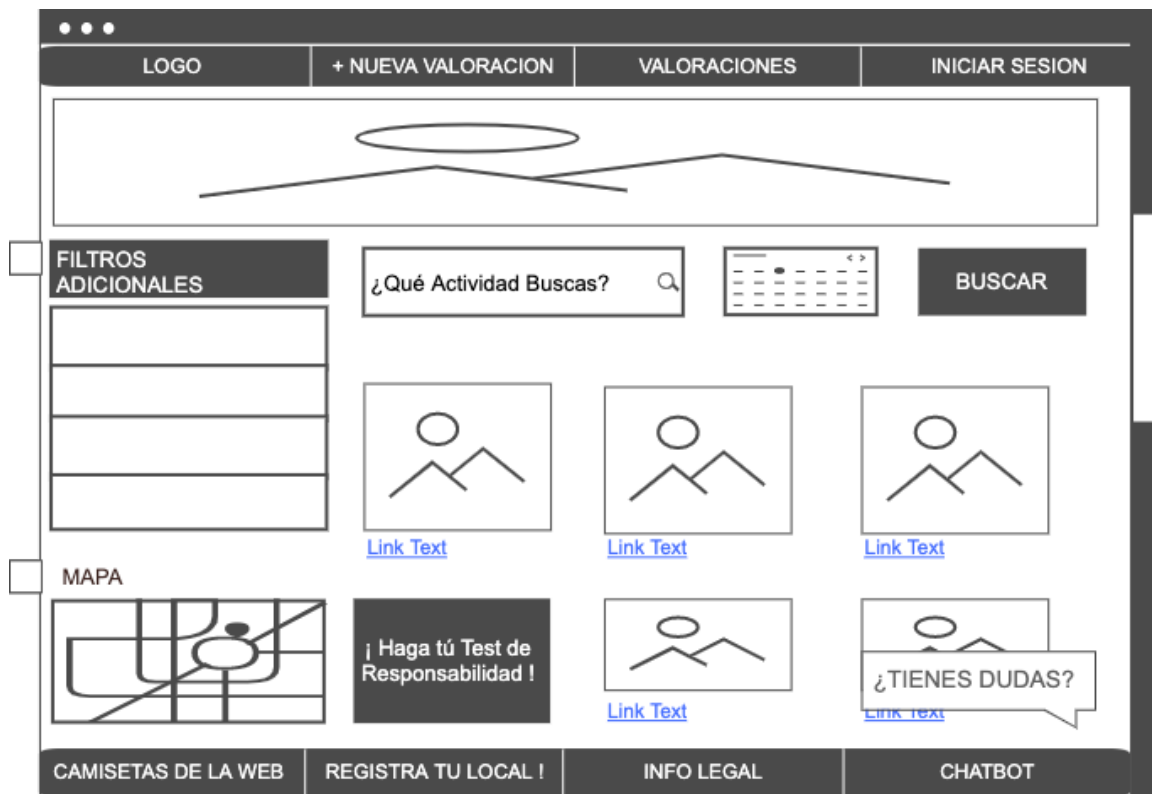 LOGO
+ NUEVA VALORACION
VALORACIONES
INICIAR SESION
FILTROS
ADICIONALES
¿Qué Actividad Buscas?
BUSCAR
Link Text
Link Text
Link Text
MAPA
¡ Haga tú Test de
Responsabilidad !
Link Text
¿TIENES DUDAS?
Link Text
CAMISETAS DE LA WEB
REGISTRA TU LOCAL !
INFO LEGAL
CHATBOT